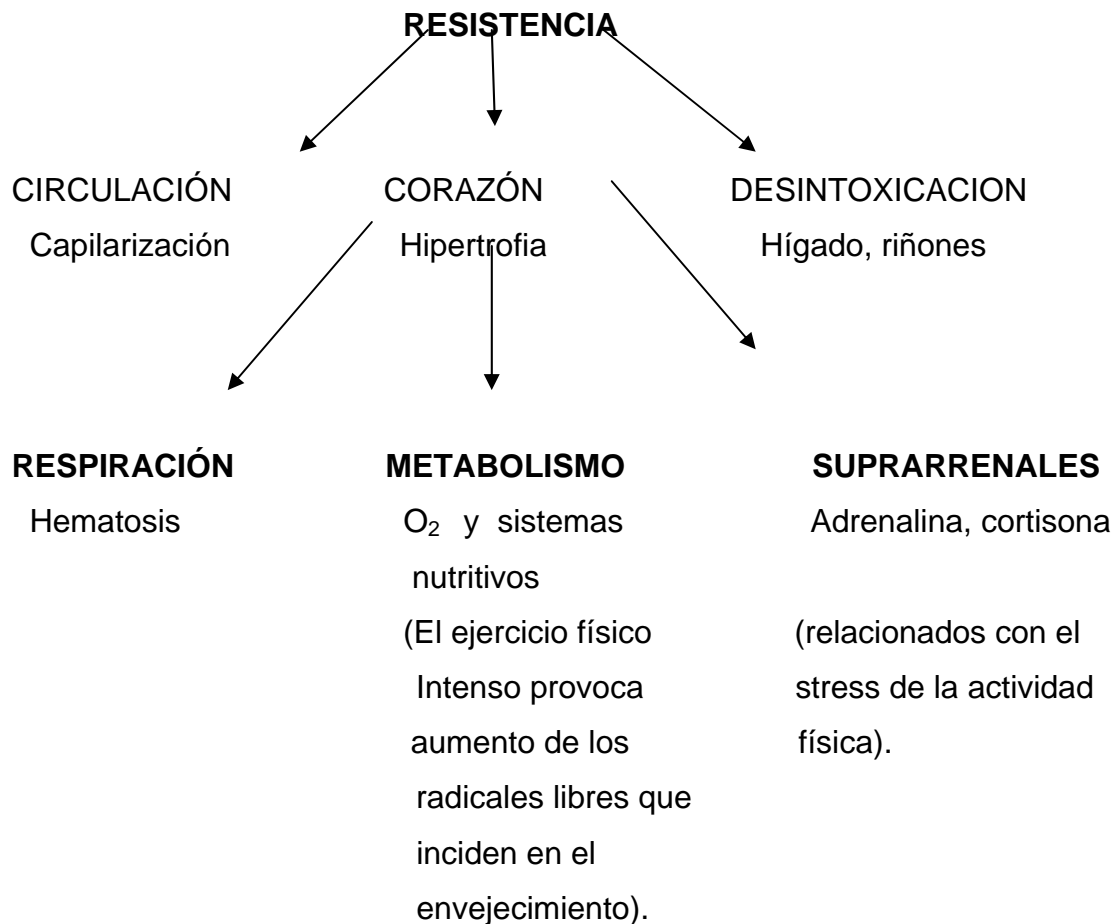 RESISTENCIA
CIRCULACIÓN CORAZÓN DESINTOXICACION
Capilarización Hipertrofia Hígado, riñones
RESPIRACIÓN METABOLISMO SUPRARRENALES
Hematosis O₂ y sistemas Adrenalina, cortisona
nutritivos
(El ejercicio físico (relacionados con el
Intenso provoca stress de la actividad
aumento de los física).
radicales libres que
inciden en el
envejecimiento).